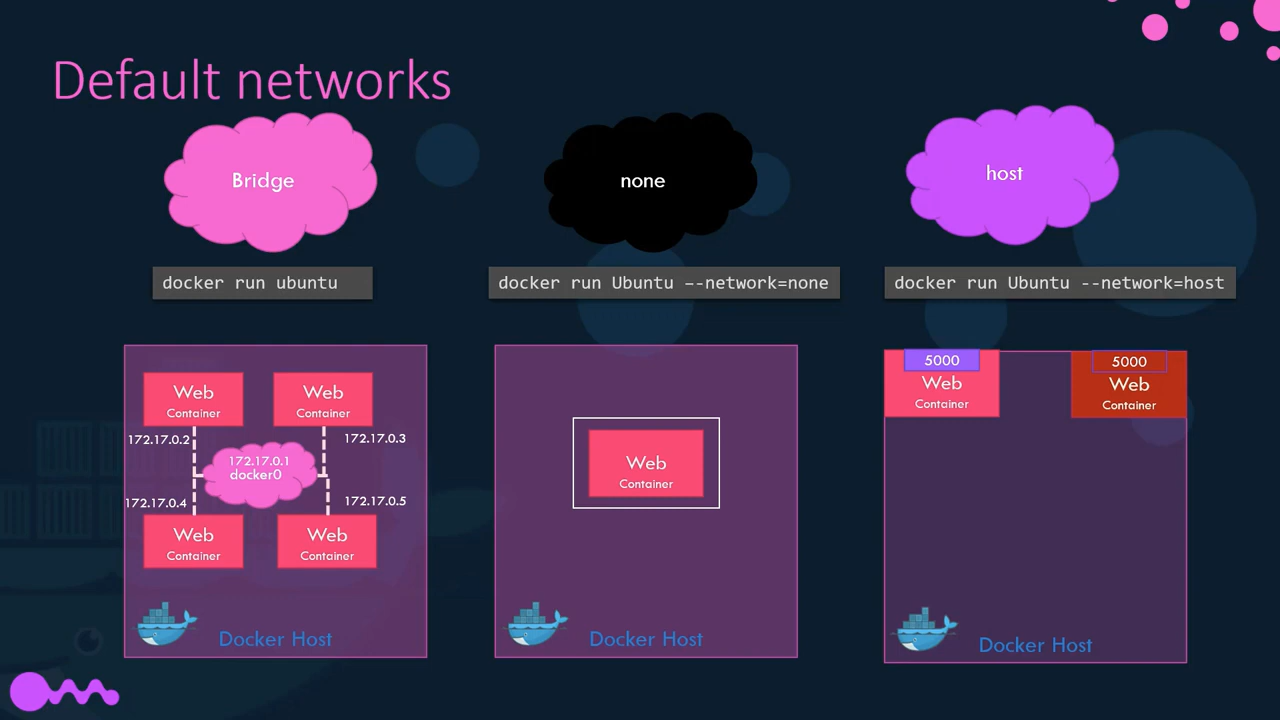 Default networks
Bridge
none
host
docker run ubuntu
docker run Ubuntu –-network=none
docker run Ubuntu --network=host
Web
Container
Web
Container
172.17.0.2
172.17.0.3
172.17.0.1
docker0
172.17.0.4
172.17.0.5
Web
Container
Web
Container
Docker Host
Web
Container
Docker Host
5000
Web
Container
5000
Web
Container
Docker Host